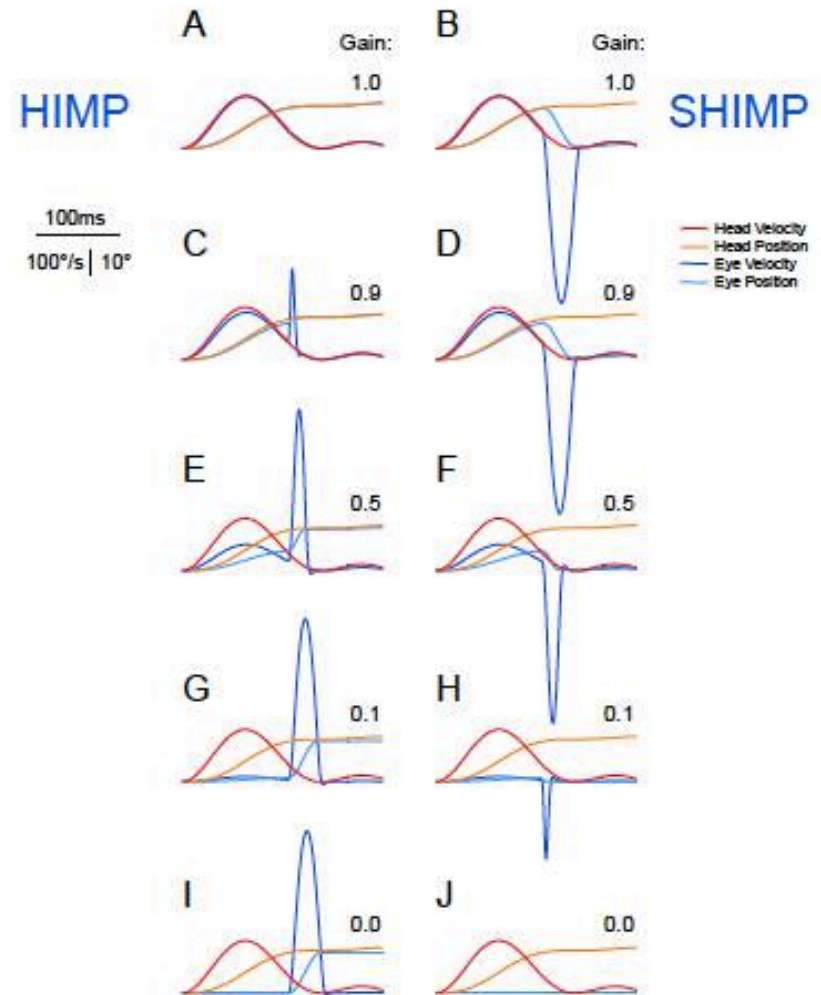 A
Gain:
1.0
B
Gain:
1.0
HIMP
SHIMP
100ms
100°/s | 10°
Head Velocity
Head Position
Eye Velocity
Eye Position
C
0.9
D
0.9
E
0.5
F
0.5
G
0.1
H
0.1
I
0.0
J
0.0